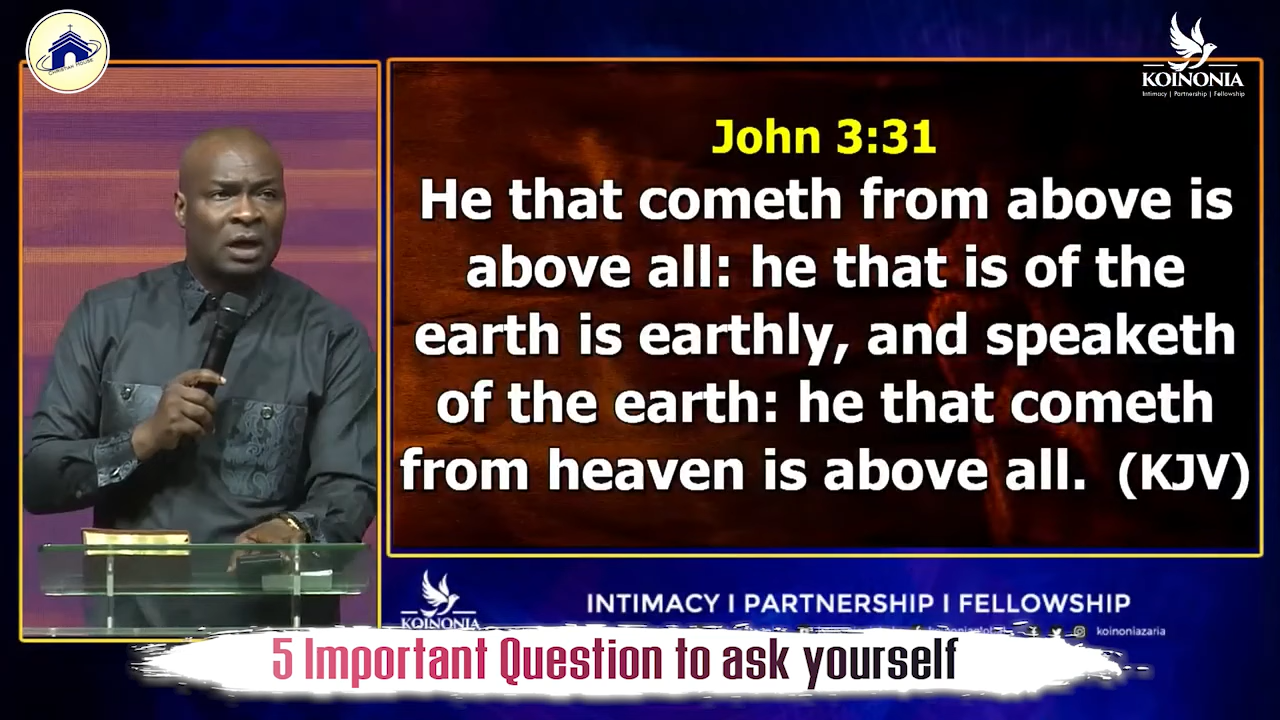 CHRISTIAN HOUSE
KOINONIA
Intimacy | Partnership | Fellowship
John 3:31
He that cometh from above is
above all: he that is of the
earth is earthly, and speaketh
of the earth: he that cometh
from heaven is above all. (KJV)
KOINONIA
INTIMACY I PARTNERSHIP I FELLOWSHIP
koinoniazaria
5 Important Question to ask yourself